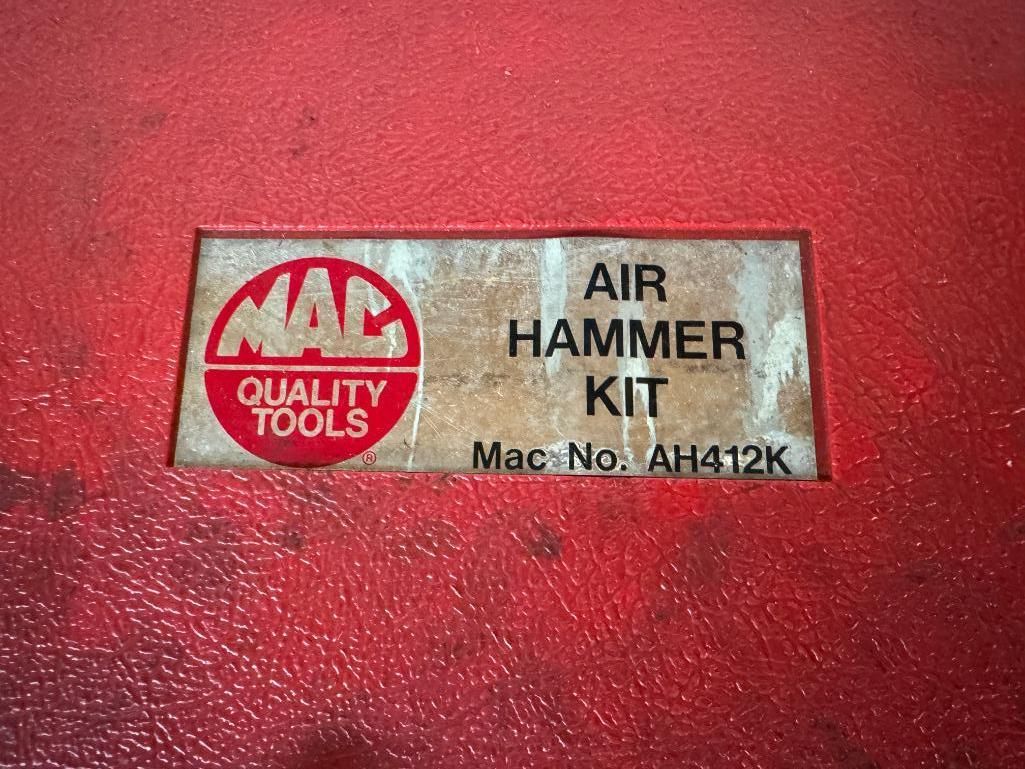 MAC
QUALITY
TOOLS
®
AIR
HAMMER
KIT
Mac No. AH412K